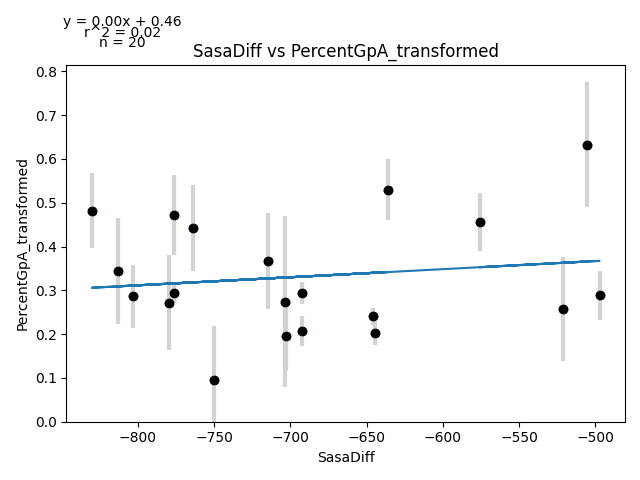 y = 0.00x + 0.46
r^2 = 0.02
n = 20
SasaDiff vs PercentGpA_transformed
PercentGpA_transformed
0.8
0.7
0.6
0.5
0.4
0.3
0.2
0.1
0.0
−800
−750
−700
−650
−600
−550
−500
SasaDiff